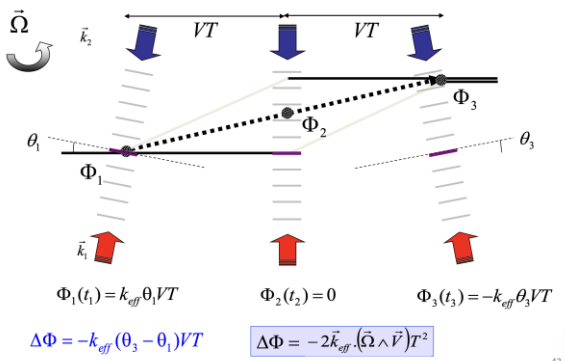 Ω⃗
k⃗₂
VT VT
Φ₃
Φ₂
θ₁
θ₃
Φ₁
k⃗₁
Φ₁(t₁) = k_eff θ₁VT Φ₂(t₂) = 0 Φ₃(t₃) = −k_eff θ₃VT
ΔΦ = −k_eff (θ₃ − θ₁)VT ΔΦ = −2k⃗_eff.(Ω⃗ ∧ V⃗)T²